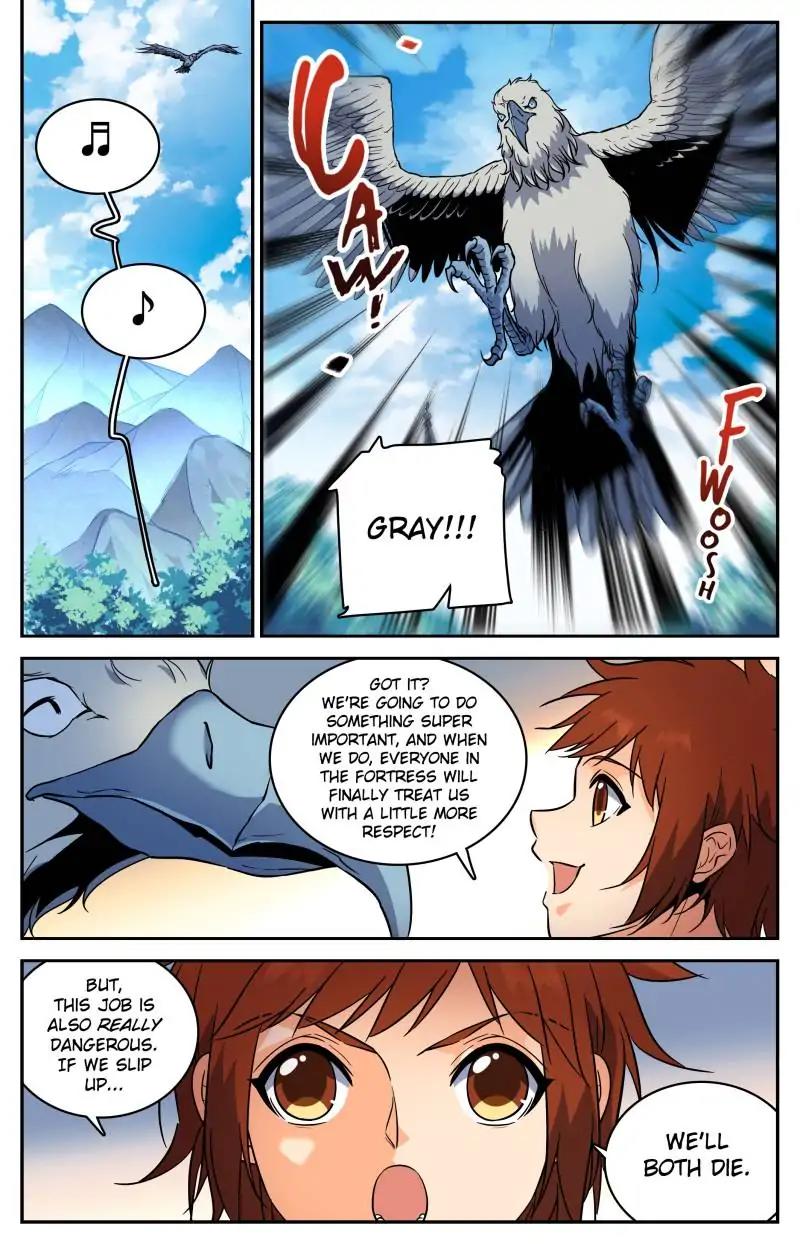 ♬
♪
CAW!
GRAY!!!
FWOOSH
GOT IT?
WE'RE GOING TO DO
SOMETHING SUPER
IMPORTANT, AND WHEN
WE DO, EVERYONE IN
THE FORTRESS WILL
FINALLY TREAT US
WITH A LITTLE MORE
RESPECT!
BUT,
THIS JOB IS
ALSO REALLY
DANGEROUS.
IF WE SLIP
UP...
WE'LL
BOTH DIE.